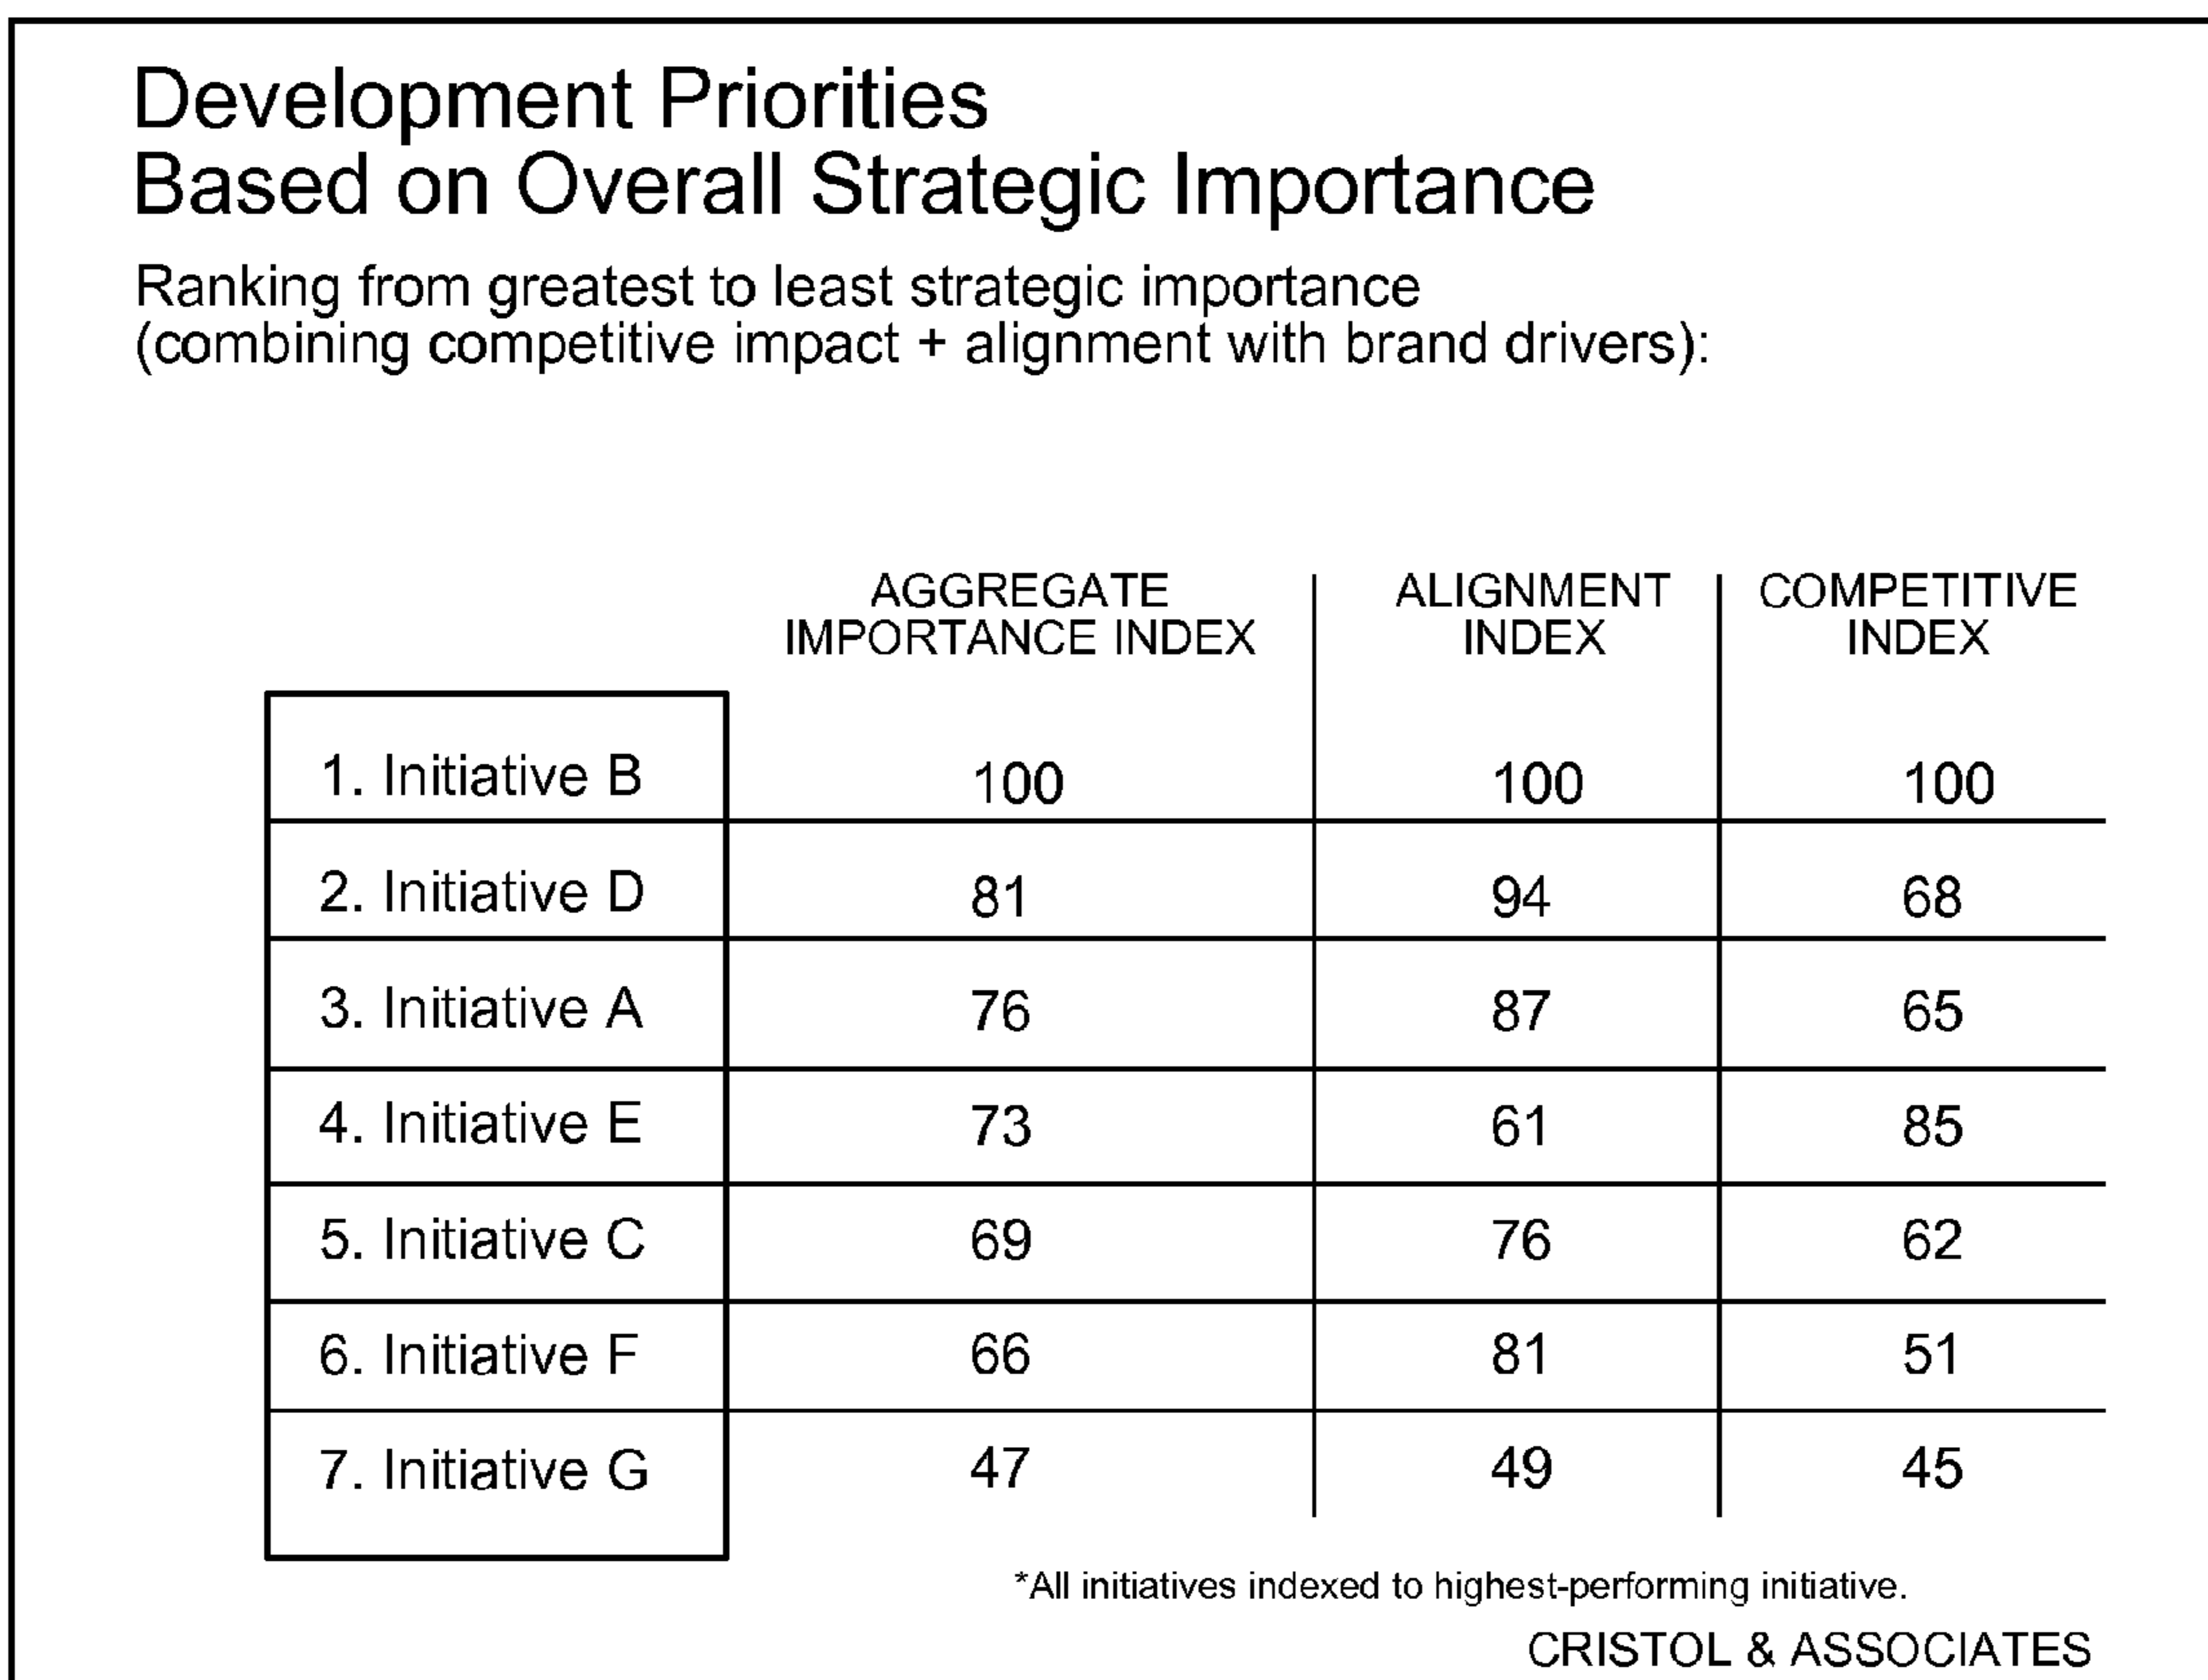 Development Priorities
Based on Overall Strategic Importance
Ranking from greatest to least strategic importance
(combining competitive impact + alignment with brand drivers):
AGGREGATE IMPORTANCE INDEX ALIGNMENT INDEX COMPETITIVE INDEX
1. Initiative B 100 100 100
2. Initiative D 81 94 68
3. Initiative A 76 87 65
4. Initiative E 73 61 85
5. Initiative C 69 76 62
6. Initiative F 66 81 51
7. Initiative G 47 49 45
*All initiatives indexed to highest-performing initiative.
CRISTOL & ASSOCIATES